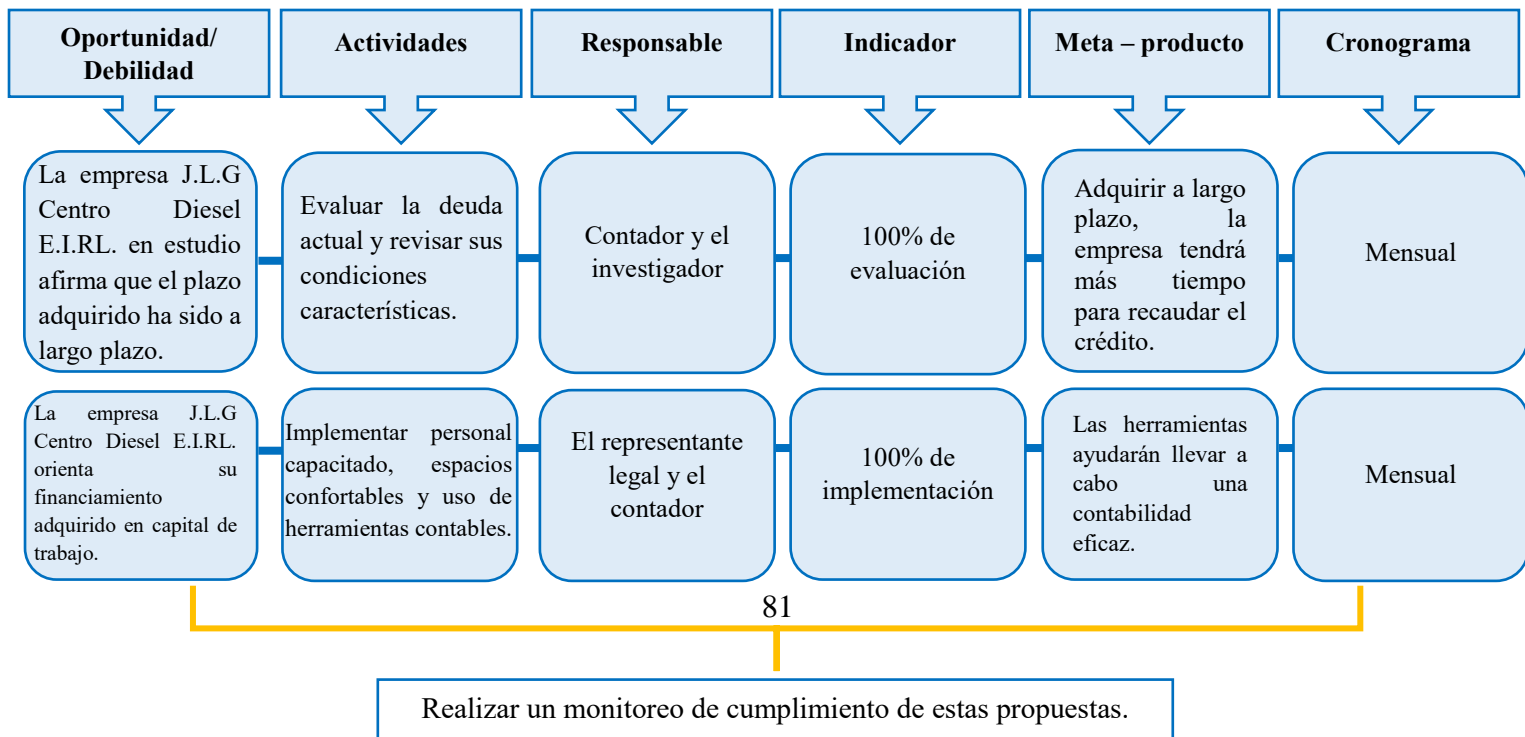 Oportunidad/
Debilidad
Actividades
Responsable
Indicador
Meta – producto
Cronograma
La empresa J.L.G
Centro Diesel
E.I.RL. en estudio
afirma que el plazo
adquirido ha sido a
largo plazo.
Evaluar la deuda
actual y revisar sus
condiciones
características.
Contador y el
investigador
100% de
evaluación
Adquirir a largo
plazo, la
empresa tendrá
más tiempo
para recaudar el
crédito.
Mensual
La empresa J.L.G
Centro Diesel E.I.RL.
orienta su
financiamiento
adquirido en capital de
trabajo.
Implementar personal
capacitado, espacios
confortables y uso de
herramientas contables.
El representante
legal y el
contador
100% de
implementación
Las herramientas
ayudarán llevar a
cabo una
contabilidad
eficaz.
Mensual
81
Realizar un monitoreo de cumplimiento de estas propuestas.